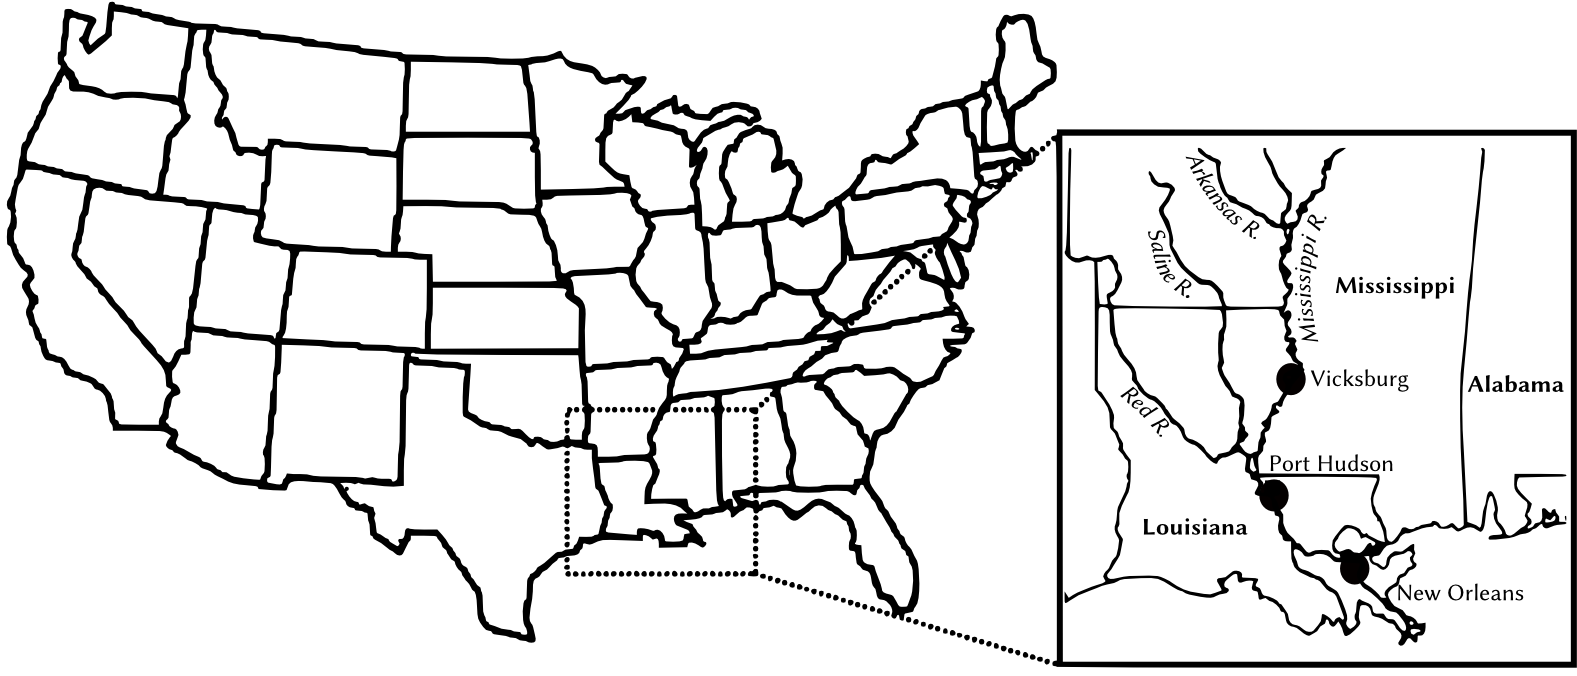 Arkansas R.
Saline R.
Mississippi R.
Mississippi
Vicksburg
Alabama
Red R.
Port Hudson
Louisiana
New Orleans